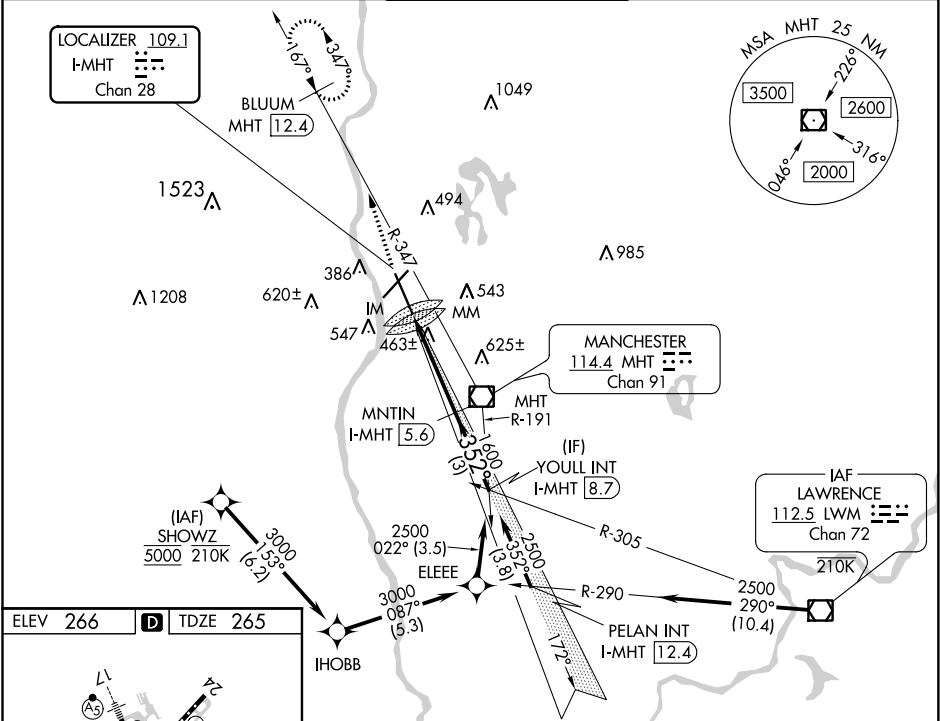 LOCALIZER 109.1
I-MHT
Chan 28
167°
347°
BLUUM
MHT 12.4
1049
MSA MHT 25 NM
226°
3500
2600
316°
046°
2000
1523
494
R-347
985
386
1208
620±
IM
543
MM
547
463±
625±
MANCHESTER
114.4 MHT
Chan 91
MHT
R-191
MNTIN
I-MHT 5.6
1600
352°
(3)
(IF)
YOULL INT
I-MHT 8.7
IAF
LAWRENCE
112.5 LWM
Chan 72
210K
(IAF)
SHOWZ
5000 210K
3000
153°
(6.2)
2500
022° (3.5)
2500
352°
(3.8)
R-305
ELEEE
R-290
2500
290°
(10.4)
3000
087°
(5.3)
PELAN INT
I-MHT 12.4
172°
IHOBB
ELEV 266
D
TDZE 265
17
24
A5